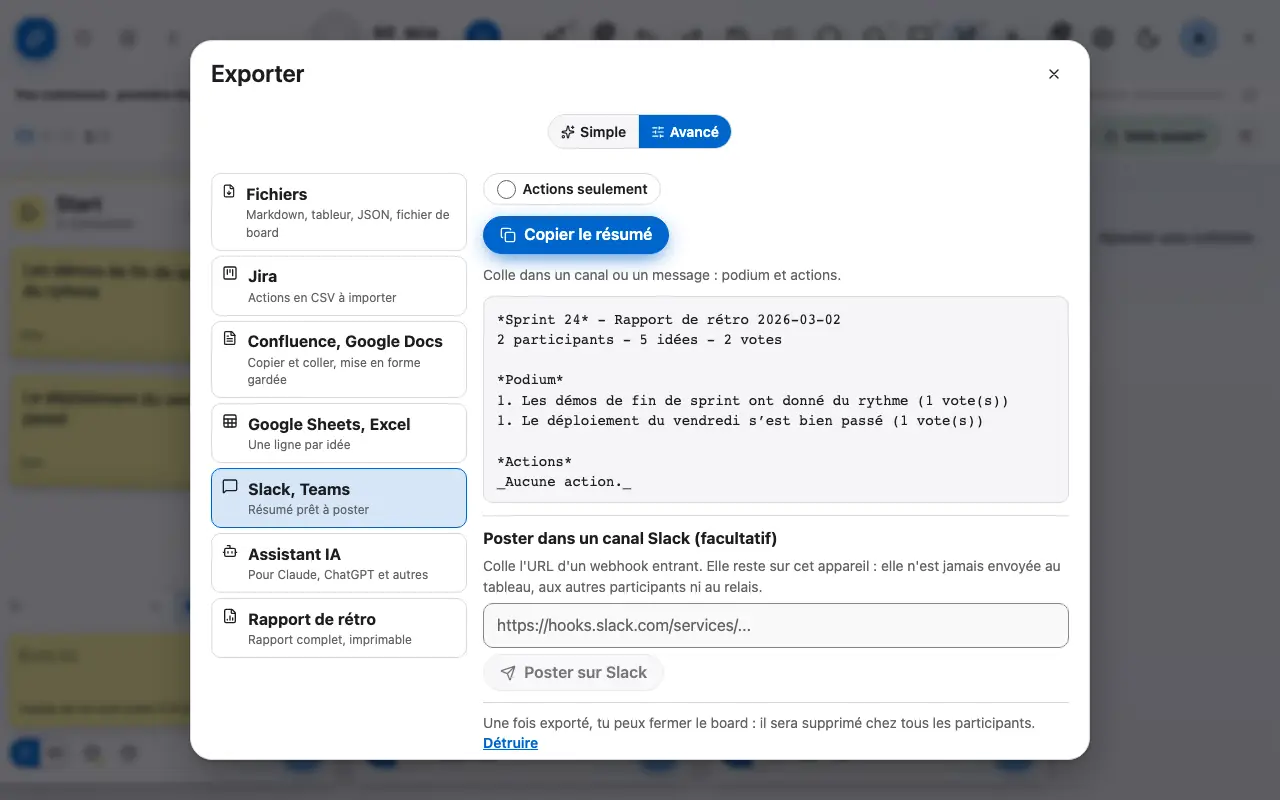 Exporter
Simple
Avancé
Fichiers
Markdown, tableur, JSON, fichier de
board
Jira
Actions en CSV à importer
Confluence, Google Docs
Copier et coller, mise en forme
gardée
Google Sheets, Excel
Une ligne par idée
Slack, Teams
Résumé prêt à poster
Assistant IA
Pour Claude, ChatGPT et autres
Rapport de rétro
Rapport complet, imprimable
Actions seulement
Copier le résumé
Colle dans un canal ou un message : podium et actions.
*Sprint 24* – Rapport de rétro 2026-03-02
2 participants – 5 idées – 2 votes
*Podium*
1. Les démos de fin de sprint ont donné du rythme (1 vote(s))
1. Le déploiement du vendredi s’est bien passé (1 vote(s))
*Actions*
_Aucune action._
Poster dans un canal Slack (facultatif)
Colle l'URL d'un webhook entrant. Elle reste sur cet appareil : elle n'est jamais envoyée au
tableau, aux autres participants ni au relais.
https://hooks.slack.com/services/...
Poster sur Slack
Une fois exporté, tu peux fermer le board : il sera supprimé chez tous les participants.
Détruire
Start